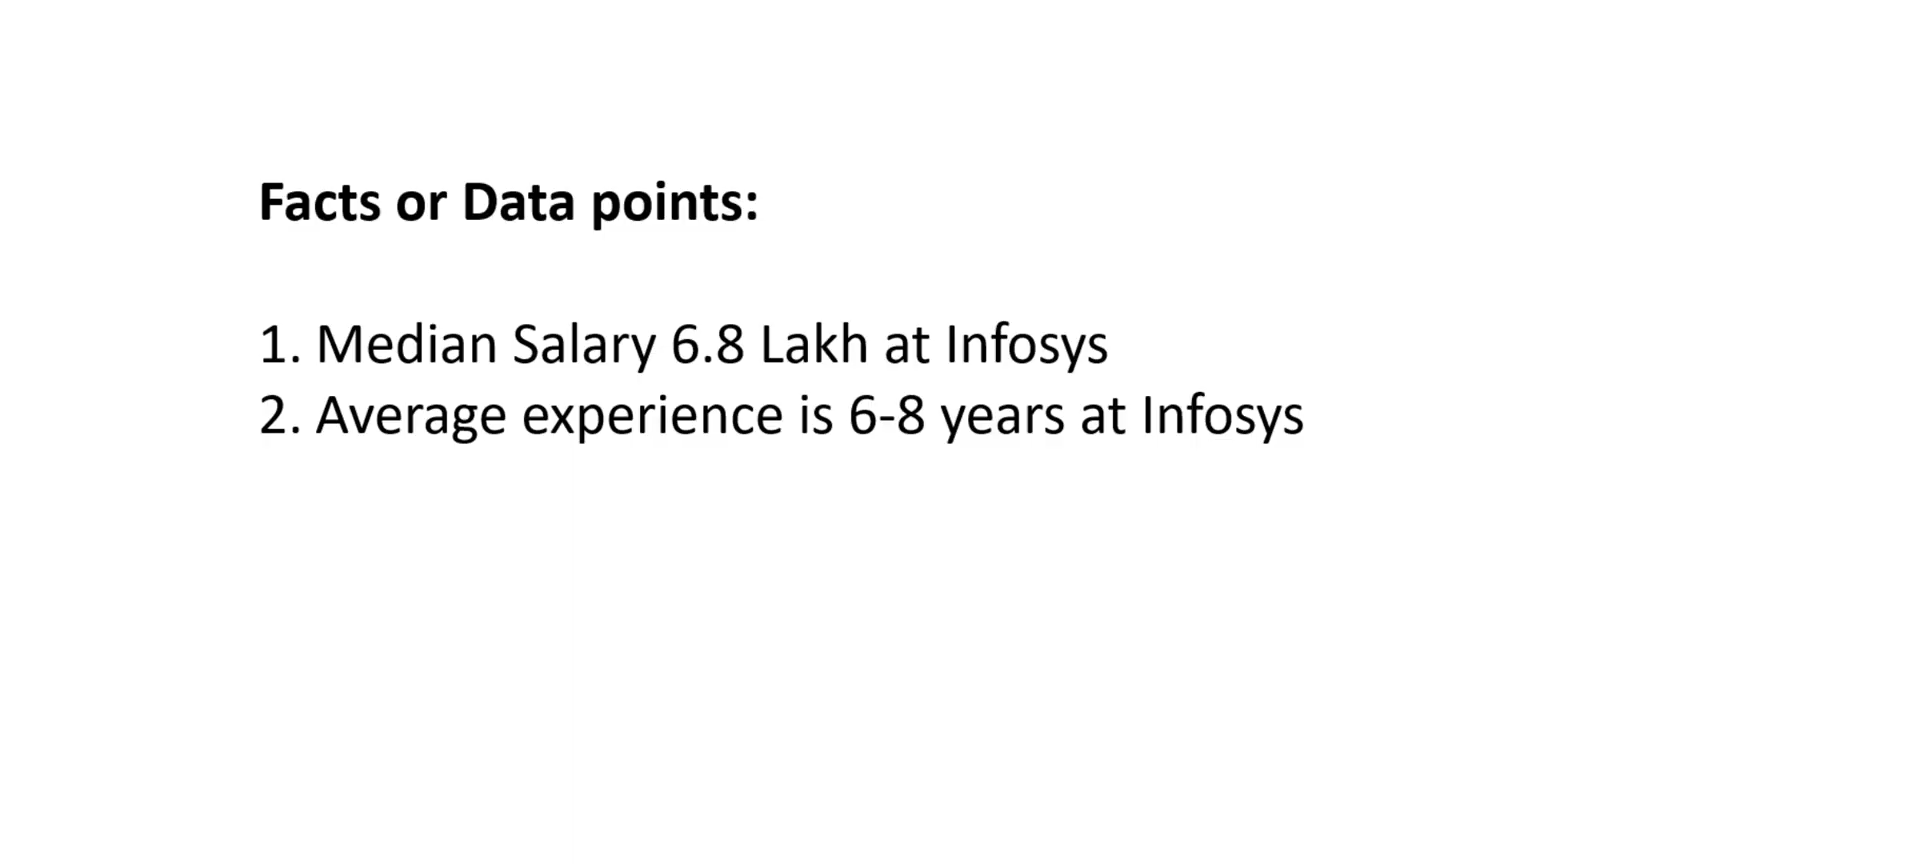 Facts or Data points:
1. Median Salary 6.8 Lakh at Infosys
2. Average experience is 6-8 years at Infosys